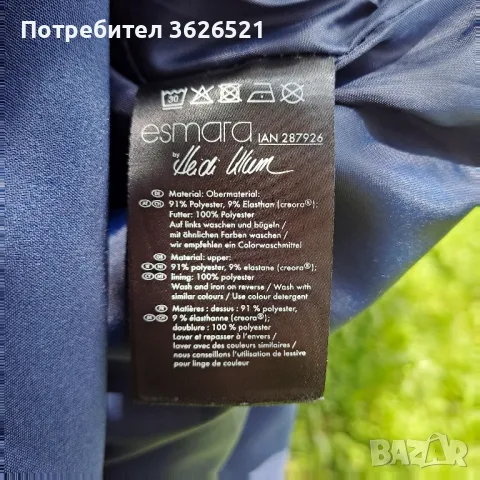 Потребител 3626521
30
esmara IAN 287926
by Heidi Klum
Material: Obermaterial:
91% Polyester, 9% Elasthan (creora®);
Futter: 100% Polyester
Auf links waschen und bügeln /
mit ähnlichen Farben waschen /
wir empfehlen ein Colorwaschmittel
Material: upper:
91% polyester, 9% elastane (creora®);
lining: 100% polyester
Wash and iron on reverse / Wash with
similar colours / Use colour detergent
Matières : dessus : 91 % polyester,
9 % élasthanne (creora®);
doublure : 100 % polyester
Laver et repasser à l'envers /
laver avec des couleurs similaires /
nous conseillons l'utilisation de lessive
pour linge de couleur
BAZAR